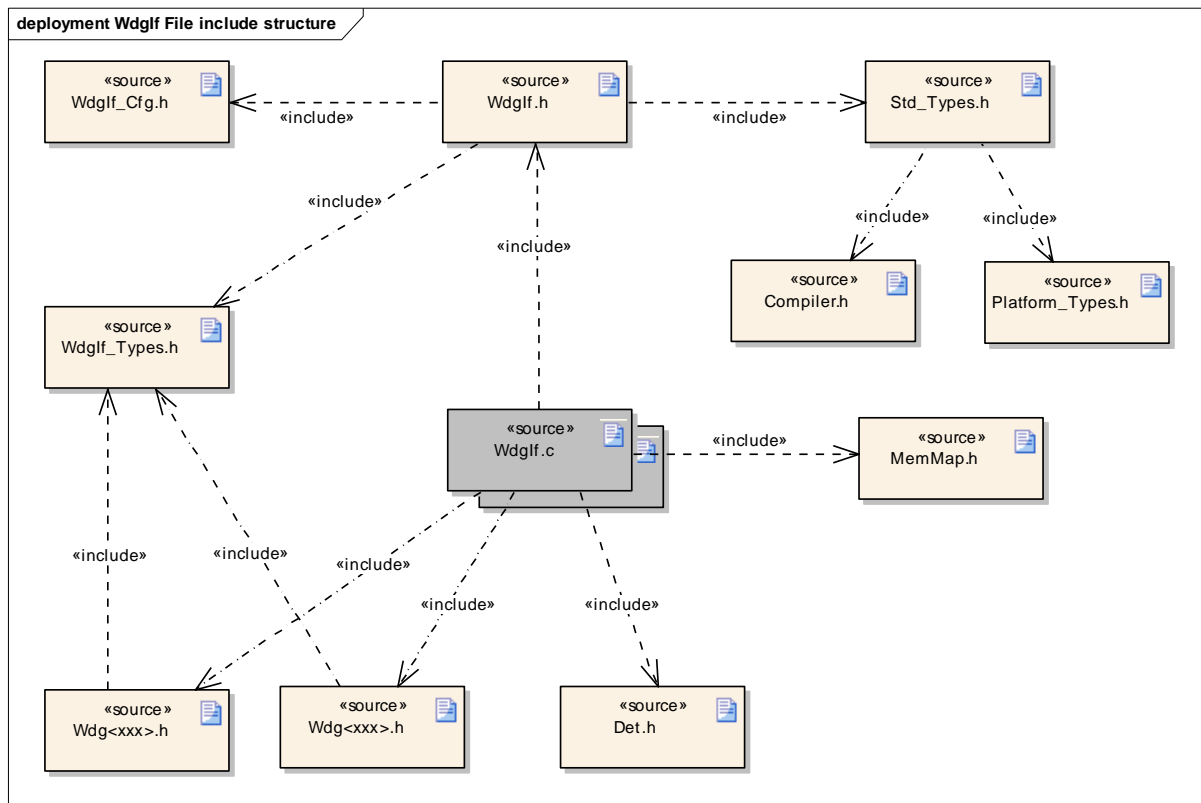 deployment WdgIf File include structure
«source»
WdgIf_Cfg.h
«source»
WdgIf.h
«source»
Std_Types.h
«include»
«include»
«include»
«include»
«include»
«include»
«source»
Compiler.h
«source»
Platform_Types.h
«source»
WdgIf_Types.h
«source»
WdgIf.c
«include»
«source»
MemMap.h
«include»
«include»
«include»
«include»
«include»
«source»
Wdg<xxx>.h
«source»
Wdg<xxx>.h
«source»
Det.h